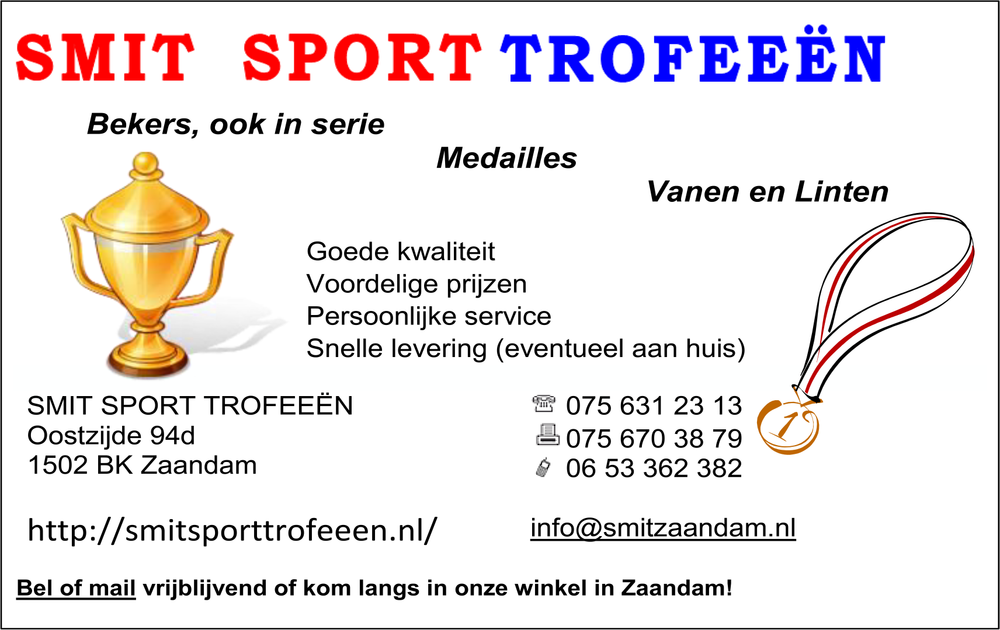 SMIT SPORT TROFEEËN
Bekers, ook in serie
Medailles
Vanen en Linten
Goede kwaliteit
Voordelige prijzen
Persoonlijke service
Snelle levering (eventueel aan huis)
SMIT SPORT TROFEEËN
Oostzijde 94d
1502 BK Zaandam
075 631 23 13
075 670 38 79
06 53 362 382
1
http://smitsporttrofeeen.nl/
info@smitzaandam.nl
Bel of mail vrijblijvend of kom langs in onze winkel in Zaandam!